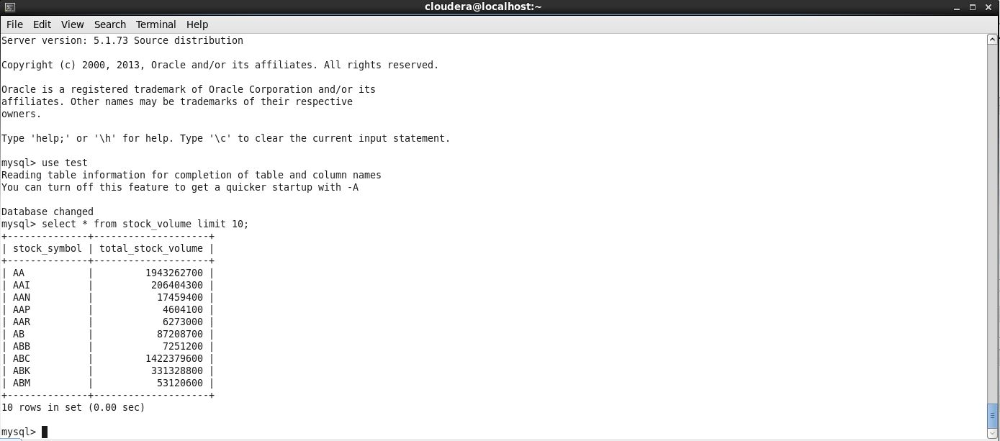 cloudera@localhost:~
File Edit View Search Terminal Help
Server version: 5.1.73 Source distribution
Copyright (c) 2000, 2013, Oracle and/or its affiliates. All rights reserved.
Oracle is a registered trademark of Oracle Corporation and/or its
affiliates. Other names may be trademarks of their respective
owners.
Type 'help;' or '\h' for help. Type '\c' to clear the current input statement.
mysql> use test
Reading table information for completion of table and column names
You can turn off this feature to get a quicker startup with -A
Database changed
mysql> select * from stock_volume limit 10;
+--------------+--------------------+
| stock_symbol | total_stock_volume |
+--------------+--------------------+
| AA           |         1943262700 |
| AAI          |          206404300 |
| AAN          |           17459400 |
| AAP          |            4604100 |
| AAR          |            6273000 |
| AB           |           87208700 |
| ABB          |            7251200 |
| ABC          |         1422379600 |
| ABK          |          331328800 |
| ABM          |           53120600 |
+--------------+--------------------+
10 rows in set (0.00 sec)
mysql>